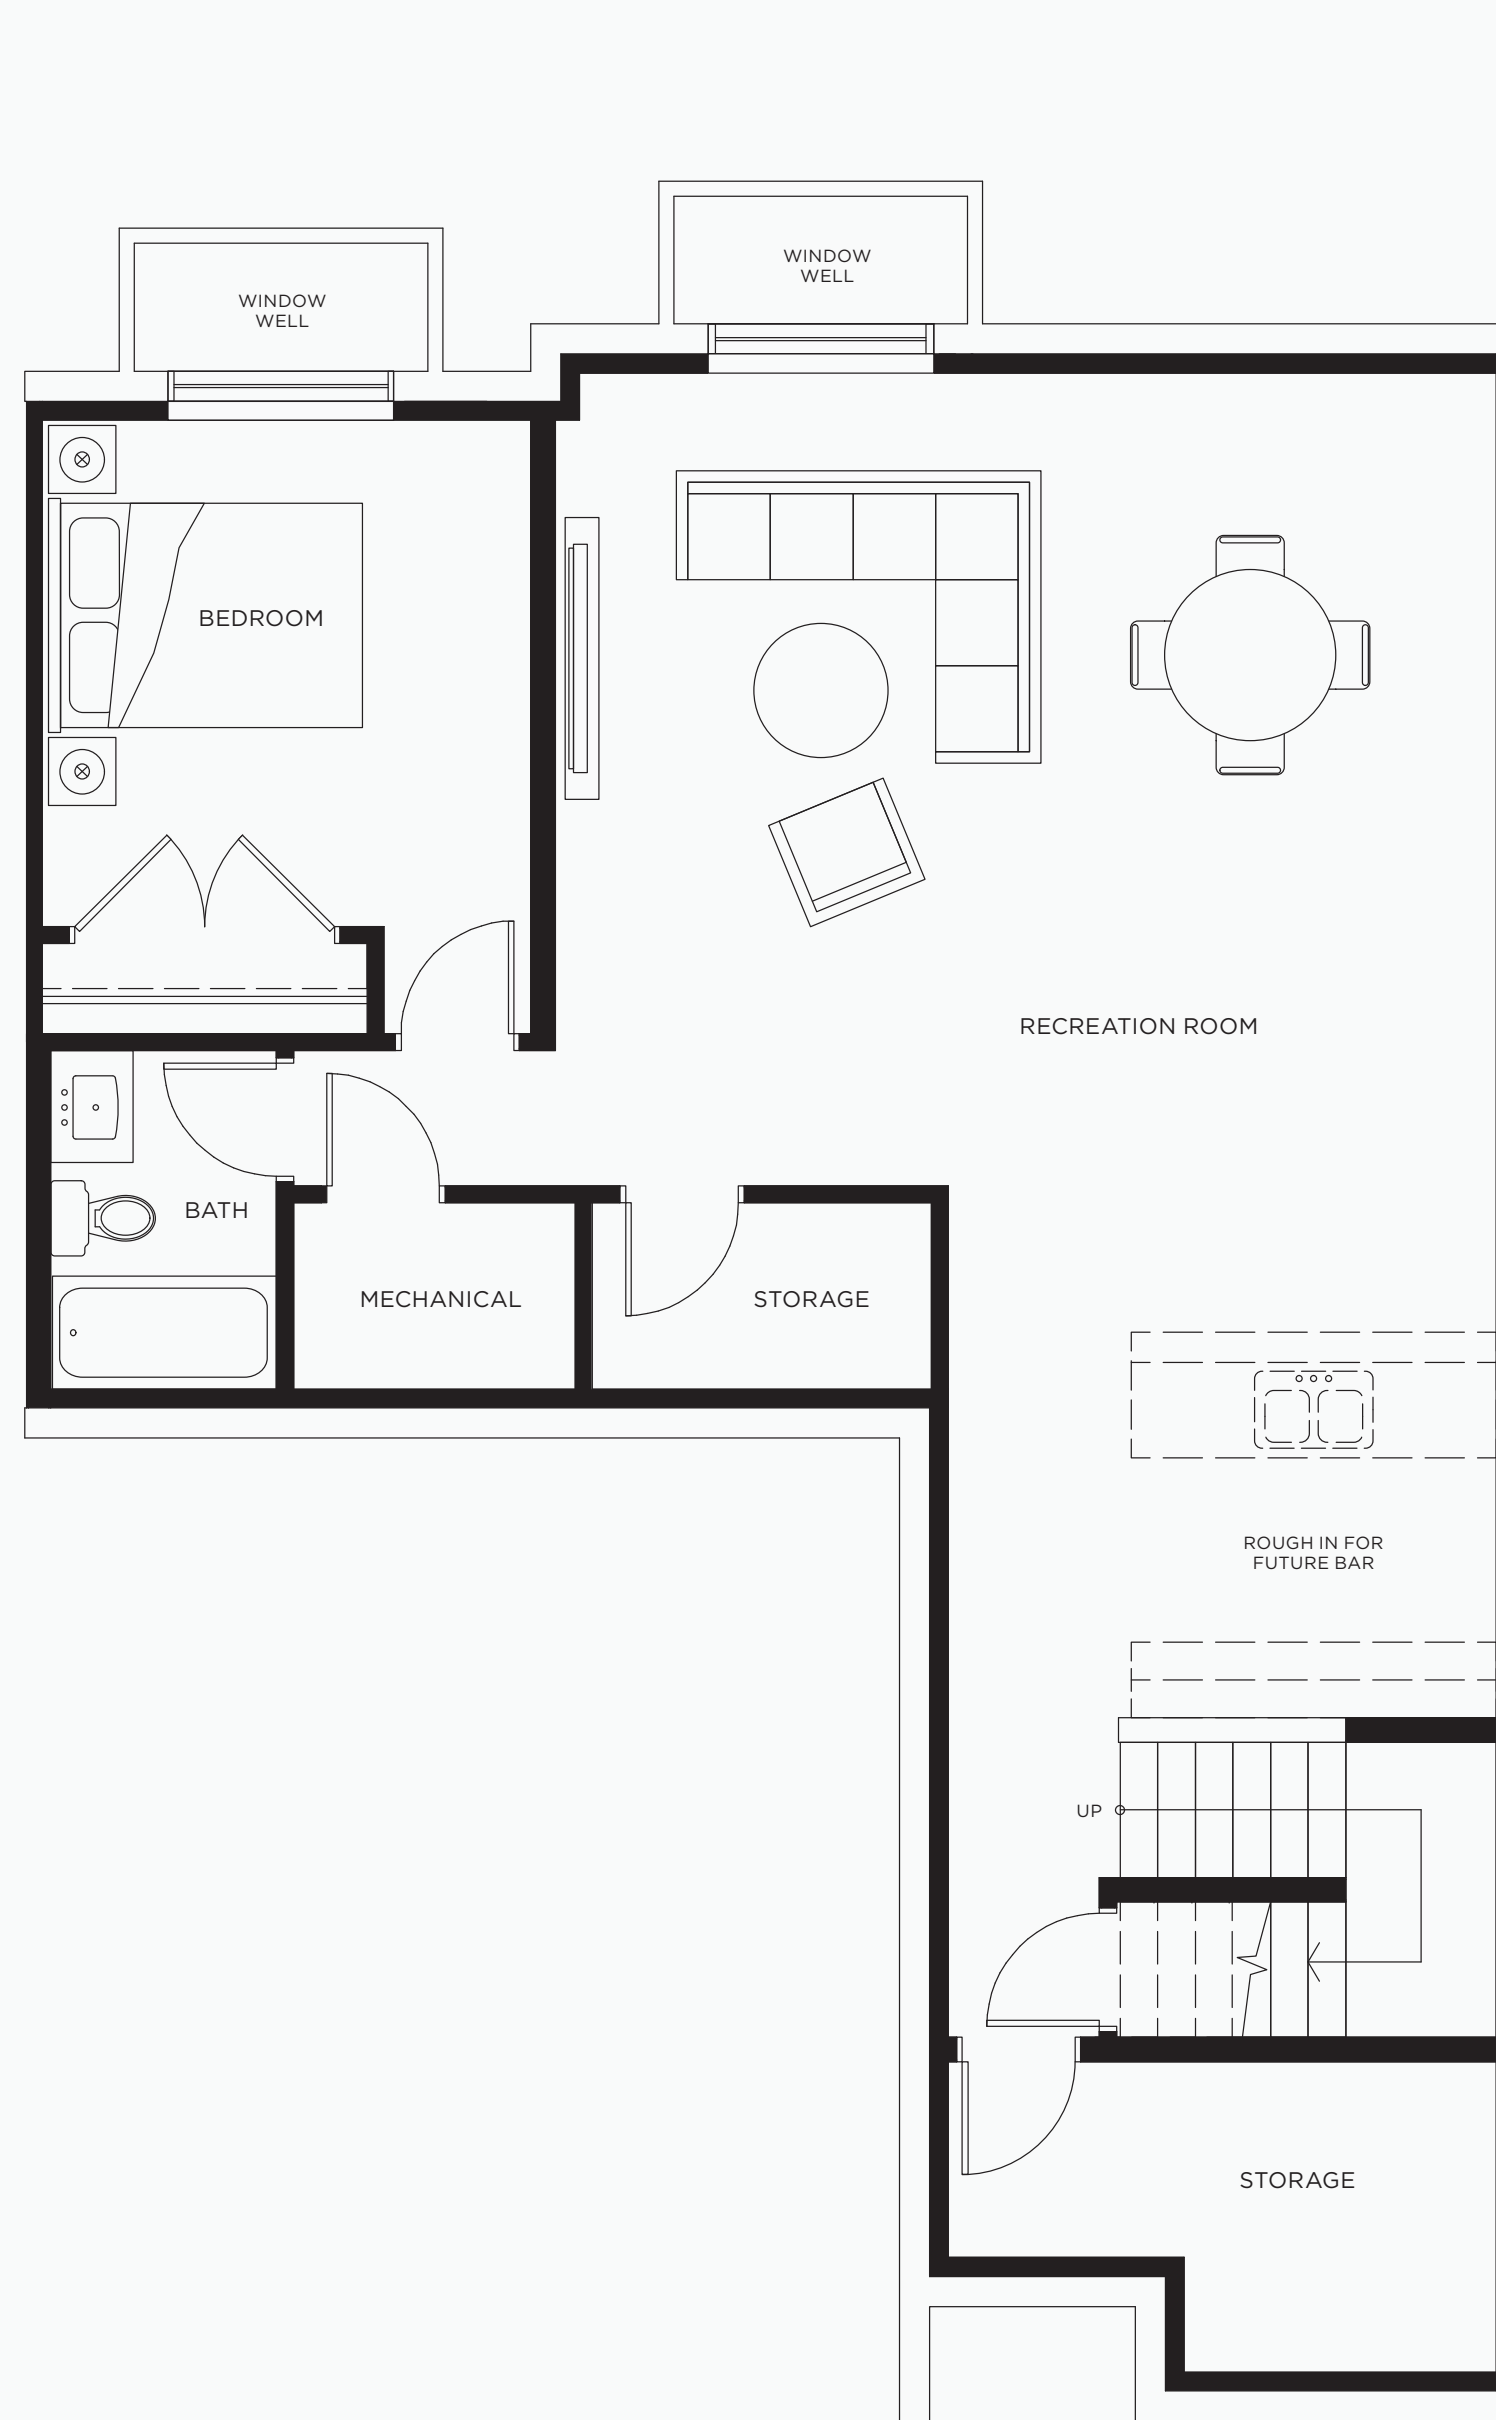 WINDOW
WELL
WINDOW
WELL
BEDROOM
RECREATION ROOM
BATH
MECHANICAL
STORAGE
ROUGH IN FOR
FUTURE BAR
UP
STORAGE